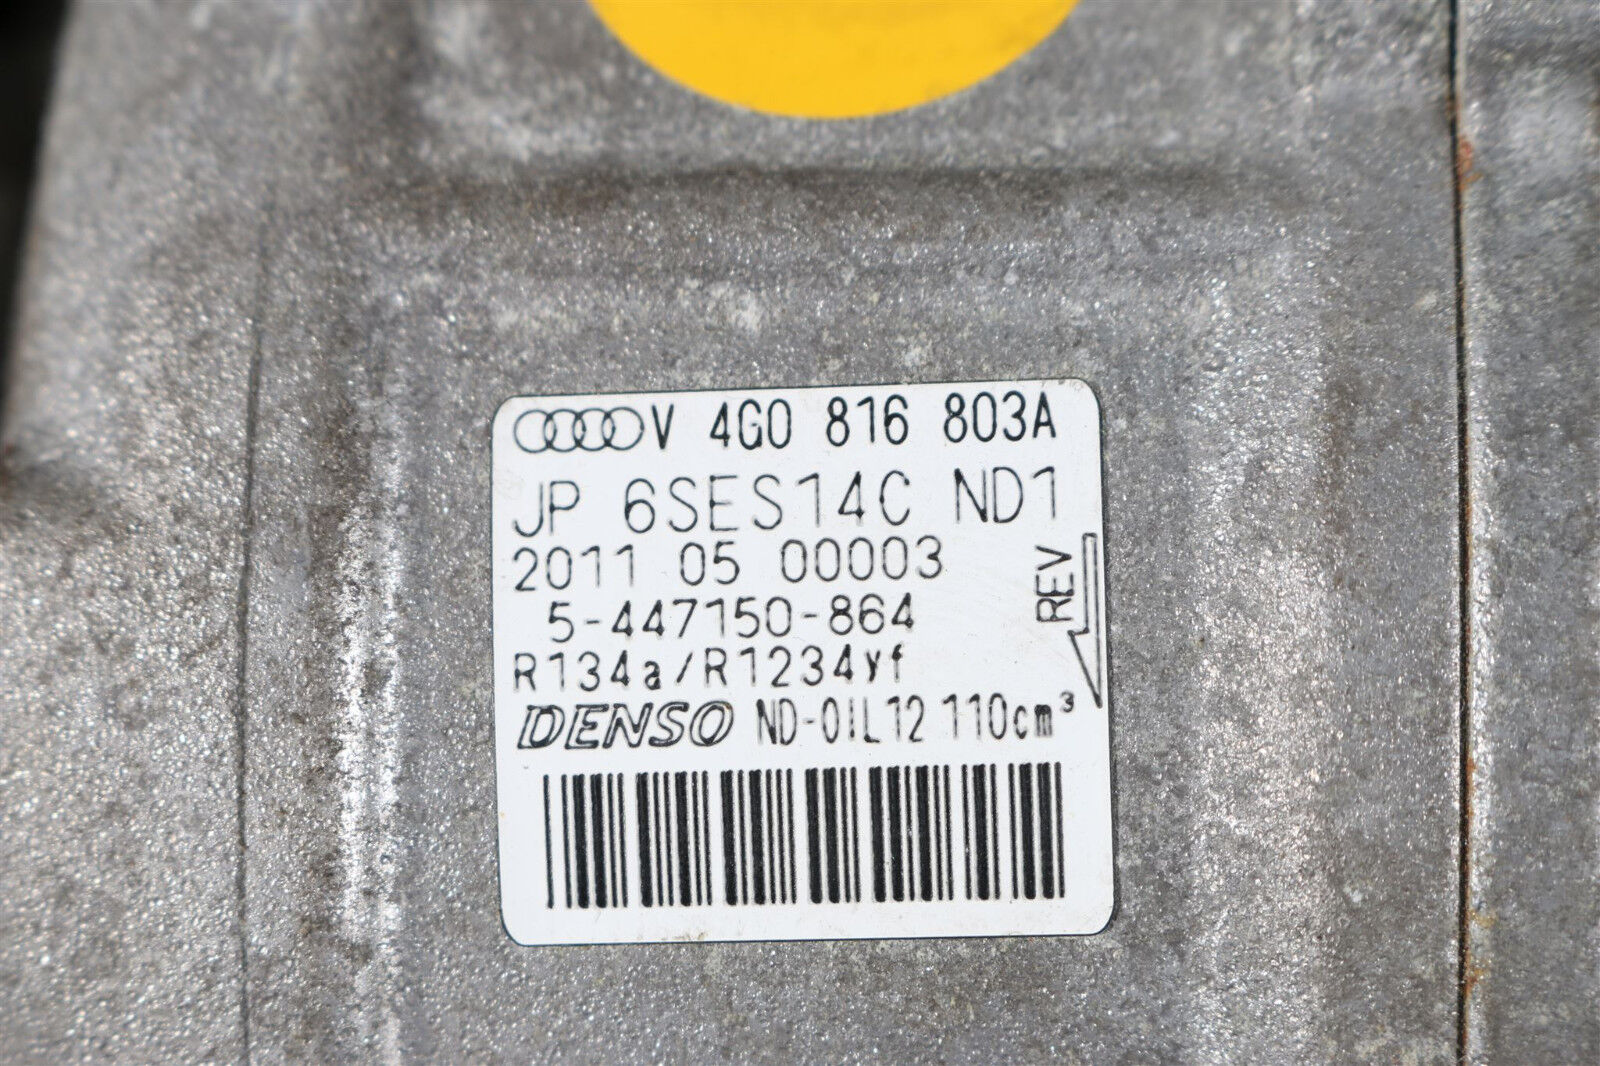 V 4G0 816 803A
JP 6SES14C ND1
2011 05 00003
5-447150-864
R134a/R1234yf
DENSO ND-OIL12 110cm³
REV